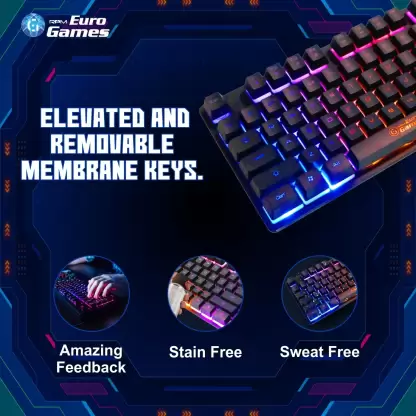 RPM Euro
Games
ELEVATED AND
REMOVABLE
MEMBRANE KEYS.
Amazing
Feedback
Stain Free
Sweat Free